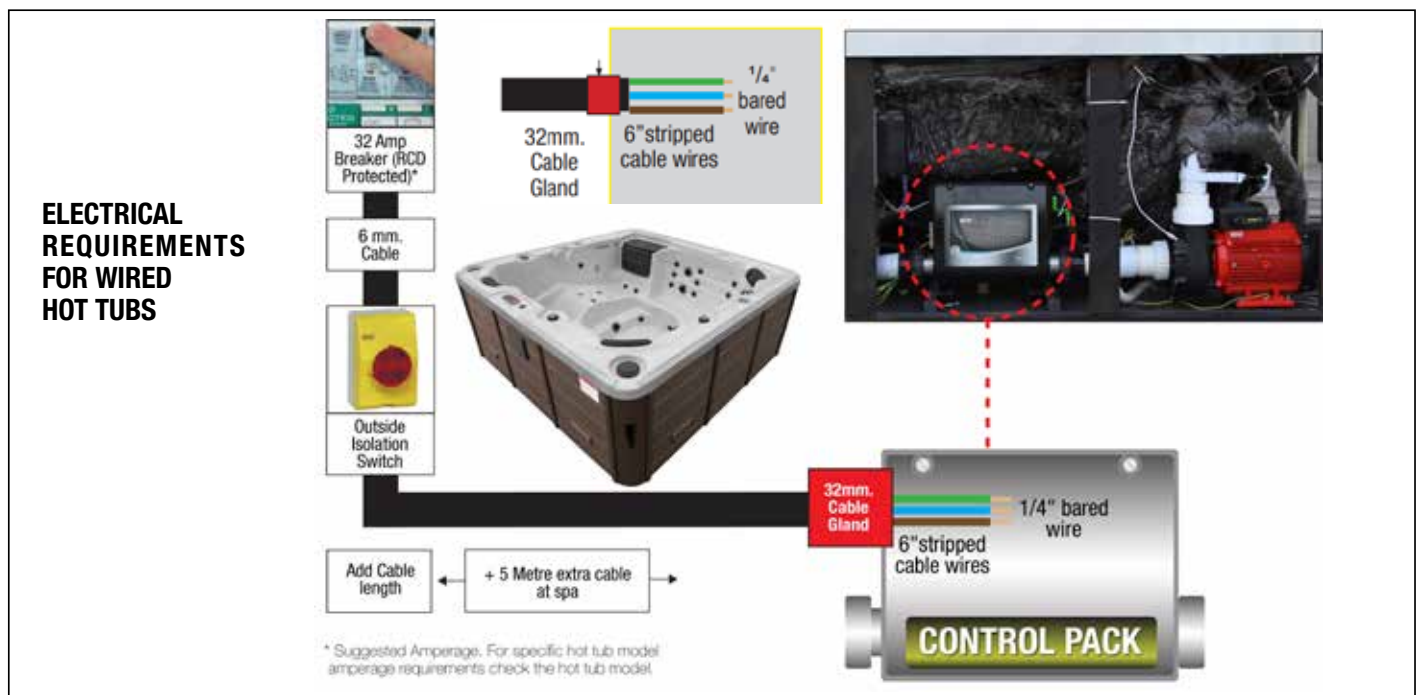 ELECTRICAL
REQUIREMENTS
FOR WIRED
HOT TUBS
32 Amp
Breaker (RCD
Protected)*
6 mm.
Cable
Outside
Isolation
Switch
Add Cable
length
+ 5 Metre extra cable
at spa
* Suggested Amperage. For specific hot tub model
amperage requirements check the hot tub model.
32mm.
Cable
Gland
6"stripped
cable wires
1/4"
bared
wire
32mm.
Cable
Gland
6"stripped
cable wires
1/4" bared
wire
CONTROL PACK